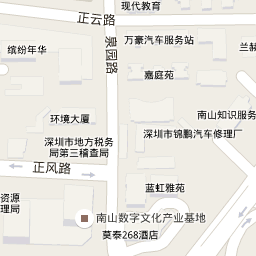 现代教育
正云路
万豪汽车服务站
兰赫
缤纷年华
泉园路
嘉庭苑
环境大厦
南山知识服务
深圳市锦鹏汽车修理厂
深圳市地方税务
局第三稽查局
正风路
蓝虹雅苑
资源
理局
南山数字文化产业基地
莫泰268酒店